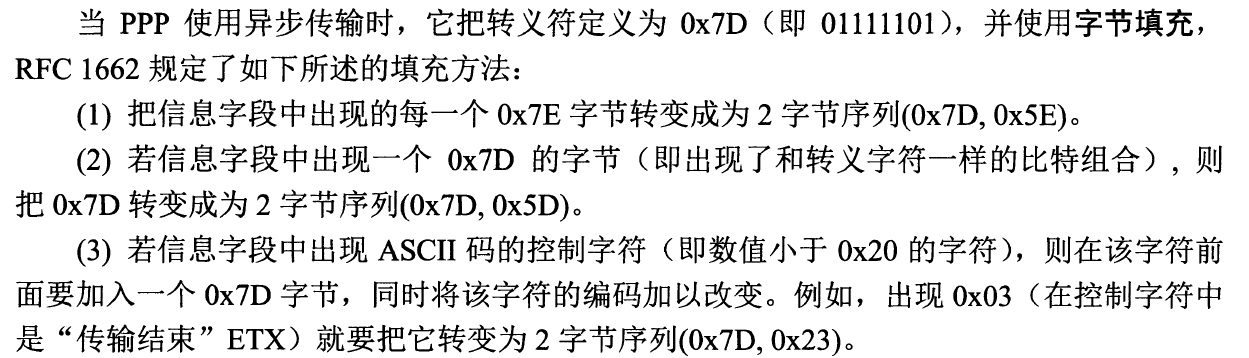 当 PPP 使用异步传输时，它把转义符定义为 0x7D（即 01111101），并使用字节填充，
RFC 1662 规定了如下所述的填充方法：
(1) 把信息字段中出现的每一个 0x7E 字节转变成为 2 字节序列(0x7D, 0x5E)。
(2) 若信息字段中出现一个 0x7D 的字节（即出现了和转义字符一样的比特组合）, 则
把 0x7D 转变成为 2 字节序列(0x7D, 0x5D)。
(3) 若信息字段中出现 ASCII 码的控制字符（即数值小于 0x20 的字符），则在该字符前
面要加入一个 0x7D 字节，同时将该字符的编码加以改变。例如，出现 0x03（在控制字符中
是“传输结束”ETX）就要把它转变为 2 字节序列(0x7D, 0x23)。